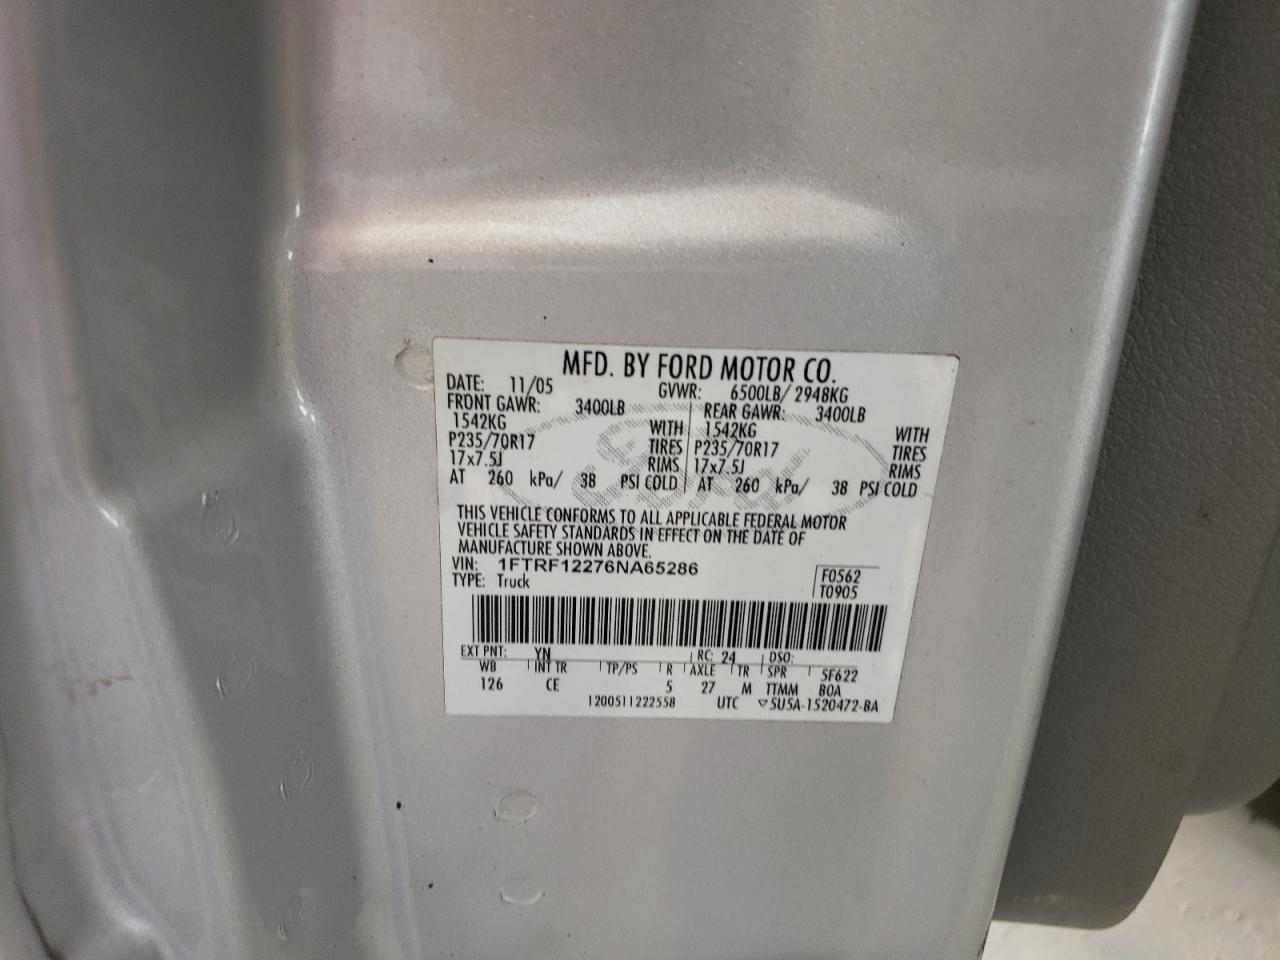 MFD. BY FORD MOTOR CO.
DATE: 11/05 GVWR: 6500LB/ 2948KG
FRONT GAWR: 3400LB REAR GAWR: 3400LB
1542KG WITH 1542KG WITH
P235/70R17 TIRES P235/70R17 TIRES
17x7.5J RIMS 17x7.5J RIMS
AT 260 kPa/ 38 PSI COLD AT 260 kPa/ 38 PSI COLD
Ford
THIS VEHICLE CONFORMS TO ALL APPLICABLE FEDERAL MOTOR
VEHICLE SAFETY STANDARDS IN EFFECT ON THE DATE OF
MANUFACTURE SHOWN ABOVE.
VIN: 1FTRF12276NA65286 F0562
TYPE: Truck T0905
EXT PNT: YN RC: 24 DSO:
WB INT TR TP/PS R AXLE TR SPR 5F622
126 CE 5 27 M TTMM BOA
1200511222558 UTC ▽5U5A-1520472-BA